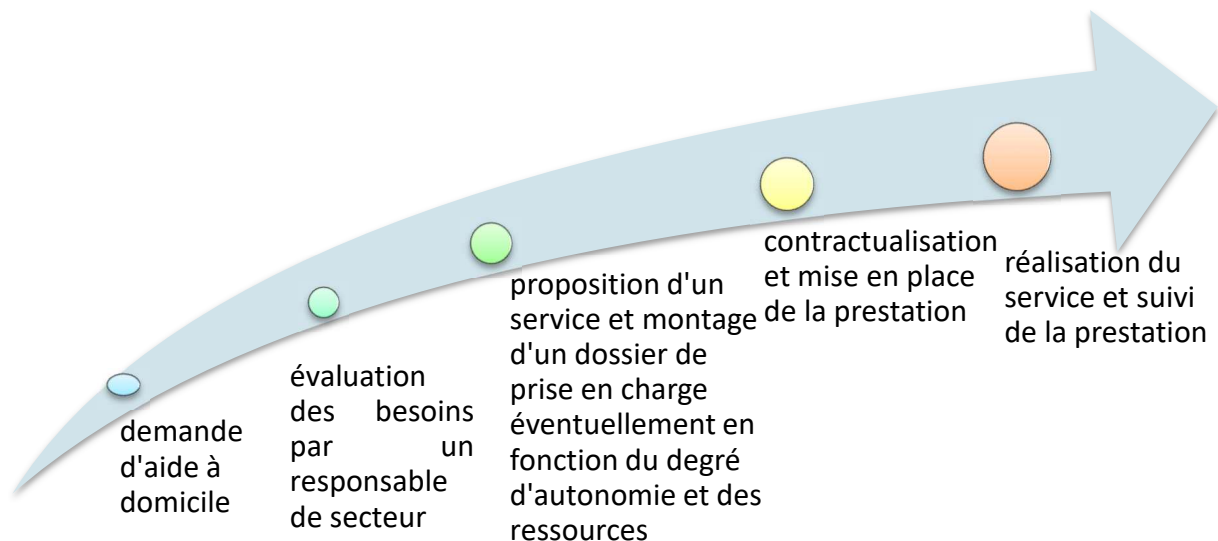 demande
d'aide à
domicile
évaluation
des besoins
par un
responsable
de secteur
proposition d'un
service et montage
d'un dossier de
prise en charge
éventuellement en
fonction du degré
d'autonomie et des
ressources
contractualisation
et mise en place
de la prestation
réalisation du
service et suivi
de la prestation